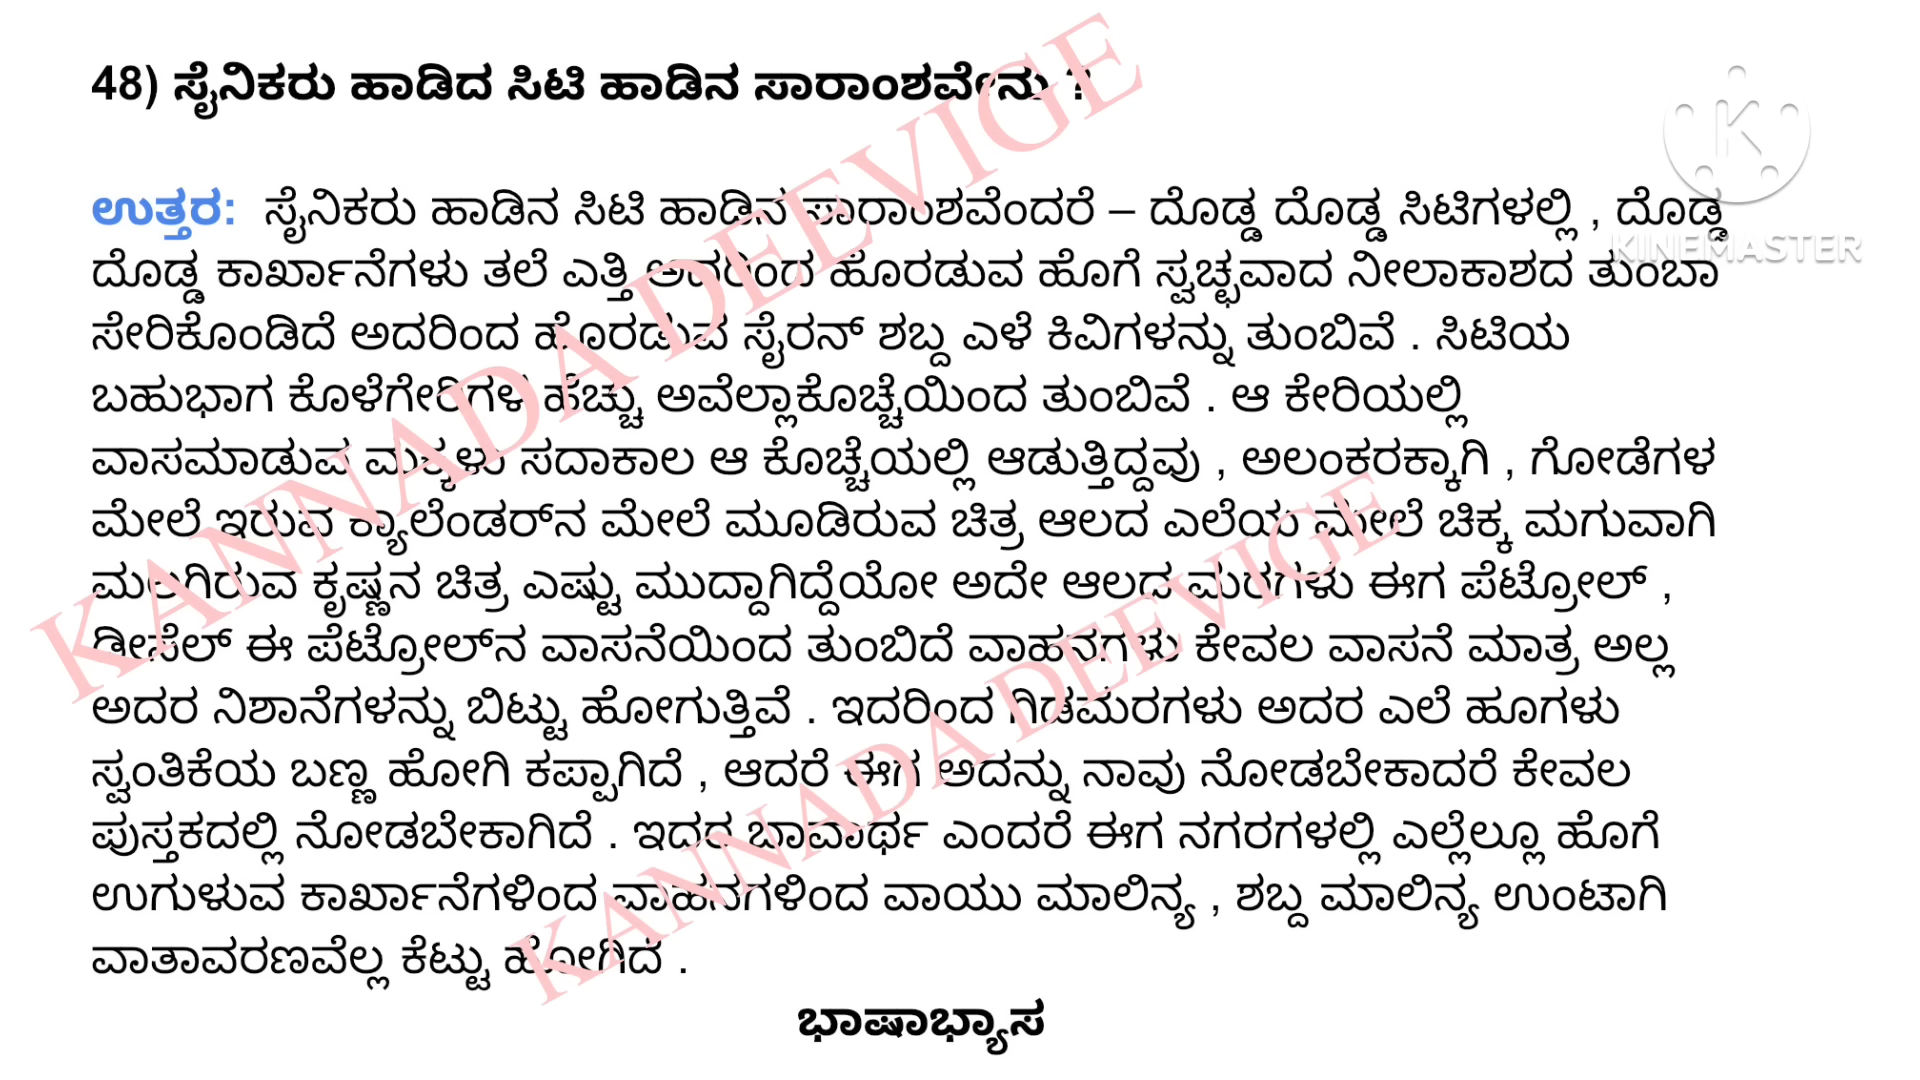 48) ಸೈನಿಕರು ಹಾಡಿದ ಸಿಟಿ ಹಾಡಿನ ಸಾರಾಂಶವೇನು ?
ಉತ್ತರ: ಸೈನಿಕರು ಹಾಡಿನ ಸಿಟಿ ಹಾಡಿನ ಸಾರಾಂಶವೆಂದರೆ – ದೊಡ್ಡ ದೊಡ್ಡ ಸಿಟಿಗಳಲ್ಲಿ , ದೊಡ್ಡ
ದೊಡ್ಡ ಕಾರ್ಖಾನೆಗಳು ತಲೆ ಎತ್ತಿ ಅದರಿಂದ ಹೊರಡುವ ಹೊಗೆ ಸ್ವಚ್ಛವಾದ ನೀಲಾಕಾಶದ ತುಂಬಾ
ಸೇರಿಕೊಂಡಿದೆ ಅದರಿಂದ ಹೊರಡುವ ಸೈರನ್ ಶಬ್ದ ಎಳೆ ಕಿವಿಗಳನ್ನು ತುಂಬಿವೆ . ಸಿಟಿಯ
ಬಹುಭಾಗ ಕೊಳೆಗೇರಿಗಳ ಹೆಚ್ಚು ಅವೆಲ್ಲಾಕೊಚ್ಚೆಯಿಂದ ತುಂಬಿವೆ . ಆ ಕೇರಿಯಲ್ಲಿ
ವಾಸಮಾಡುವ ಮಕ್ಕಳು ಸದಾಕಾಲ ಆ ಕೊಚ್ಚೆಯಲ್ಲಿ ಆಡುತ್ತಿದ್ದವು , ಅಲಂಕರಕ್ಕಾಗಿ , ಗೋಡೆಗಳ
ಮೇಲೆ ಇರುವ ಕ್ಯಾಲೆಂಡರ್‌ನ ಮೇಲೆ ಮೂಡಿರುವ ಚಿತ್ರ ಆಲದ ಎಲೆಯ ಮೇಲೆ ಚಿಕ್ಕ ಮಗುವಾಗಿ
ಮಲಗಿರುವ ಕೃಷ್ಣನ ಚಿತ್ರ ಎಷ್ಟು ಮುದ್ದಾಗಿದ್ದೆಯೋ ಅದೇ ಆಲದ ಮರಗಳು ಈಗ ಪೆಟ್ರೋಲ್ ,
ಡೀಸೆಲ್ ಈ ಪೆಟ್ರೋಲ್‌ನ ವಾಸನೆಯಿಂದ ತುಂಬಿದೆ ವಾಹನಗಳು ಕೇವಲ ವಾಸನೆ ಮಾತ್ರ ಅಲ್ಲ
ಅದರ ನಿಶಾನೆಗಳನ್ನು ಬಿಟ್ಟು ಹೋಗುತ್ತಿವೆ . ಇದರಿಂದ ಗಿಡಮರಗಳು ಅದರ ಎಲೆ ಹೂಗಳು
ಸ್ವಂತಿಕೆಯ ಬಣ್ಣ ಹೋಗಿ ಕಪ್ಪಾಗಿದೆ , ಆದರೆ ಈಗ ಅದನ್ನು ನಾವು ನೋಡಬೇಕಾದರೆ ಕೇವಲ
ಪುಸ್ತಕದಲ್ಲಿ ನೋಡಬೇಕಾಗಿದೆ . ಇದರ ಬಾವಾರ್ಥ ಎಂದರೆ ಈಗ ನಗರಗಳಲ್ಲಿ ಎಲ್ಲೆಲ್ಲೂ ಹೊಗೆ
ಉಗುಳುವ ಕಾರ್ಖಾನೆಗಳಿಂದ ವಾಹನಗಳಿಂದ ವಾಯು ಮಾಲಿನ್ಯ , ಶಬ್ದ ಮಾಲಿನ್ಯ ಉಂಟಾಗಿ
ವಾತಾವರಣವೆಲ್ಲ ಕೆಟ್ಟು ಹೋಗಿದೆ .
ಭಾಷಾಭ್ಯಾಸ
KANNADA DEEVIGE
KANNADA DEEVIGE
K
KINEMASTER